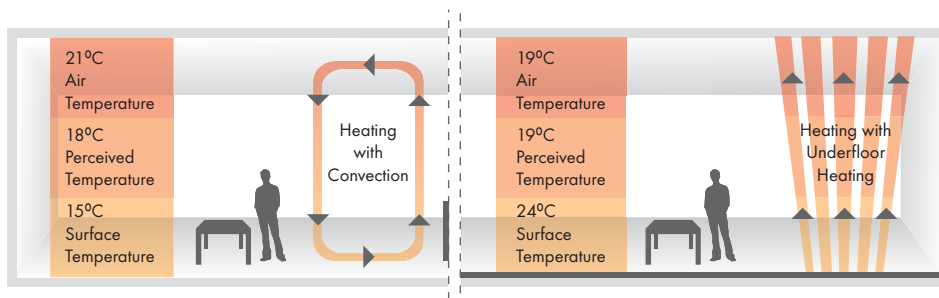 21ºC
Air
Temperature
18ºC
Perceived
Temperature
15ºC
Surface
Temperature
Heating
with
Convection
19ºC
Air
Temperature
19ºC
Perceived
Temperature
24ºC
Surface
Temperature
Heating with
Underfloor
Heating